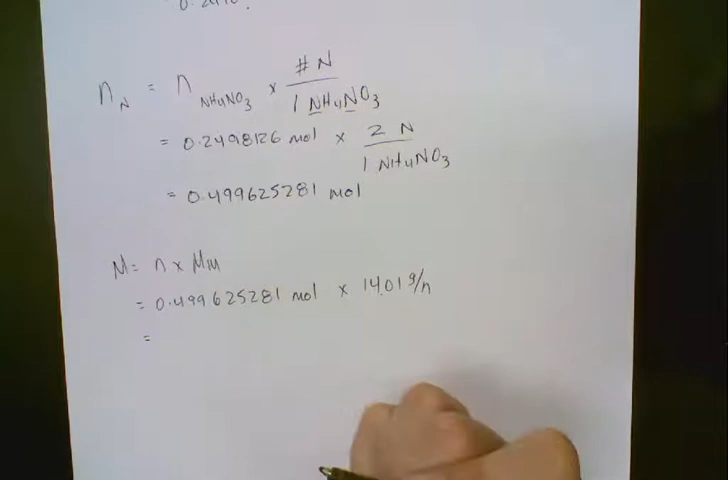 n_N = n_NH4NO3 × # N / 1 NH4NO3
= 0.2498126 mol × 2 N / 1 NH4NO3
= 0.499625281 mol
M = n × MM
= 0.499625281 mol × 14.01 g/n
=